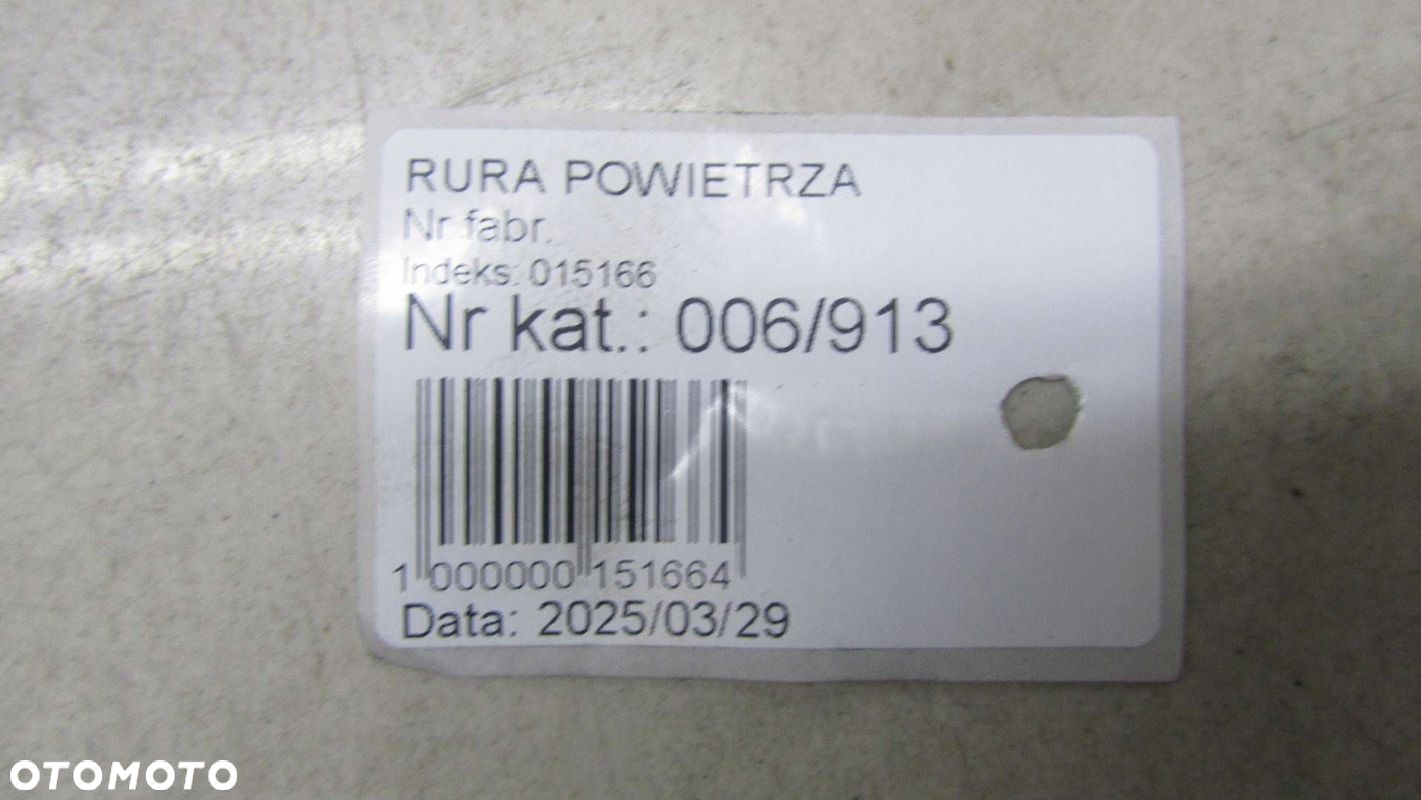 RURA POWIETRZA
Nr fabr.
Indeks: 015166
Nr kat.: 006/913
1 000000 151664
Data: 2025/03/29
OTOMOTO